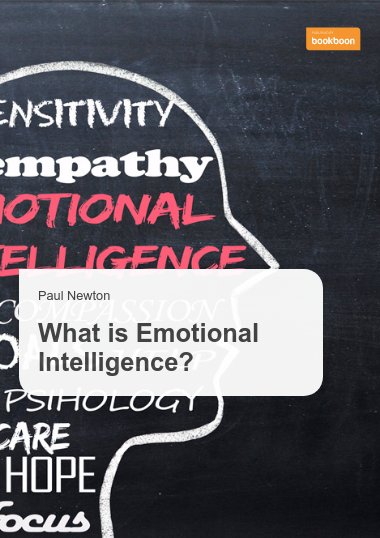 bookboon
ENSITIVITY
empathy
MOTIONAL
TELLIGENCE
COMPASSION
Paul Newton
What is Emotional
Intelligence?
PSIHOLOGY
CARE
HOPE
focus